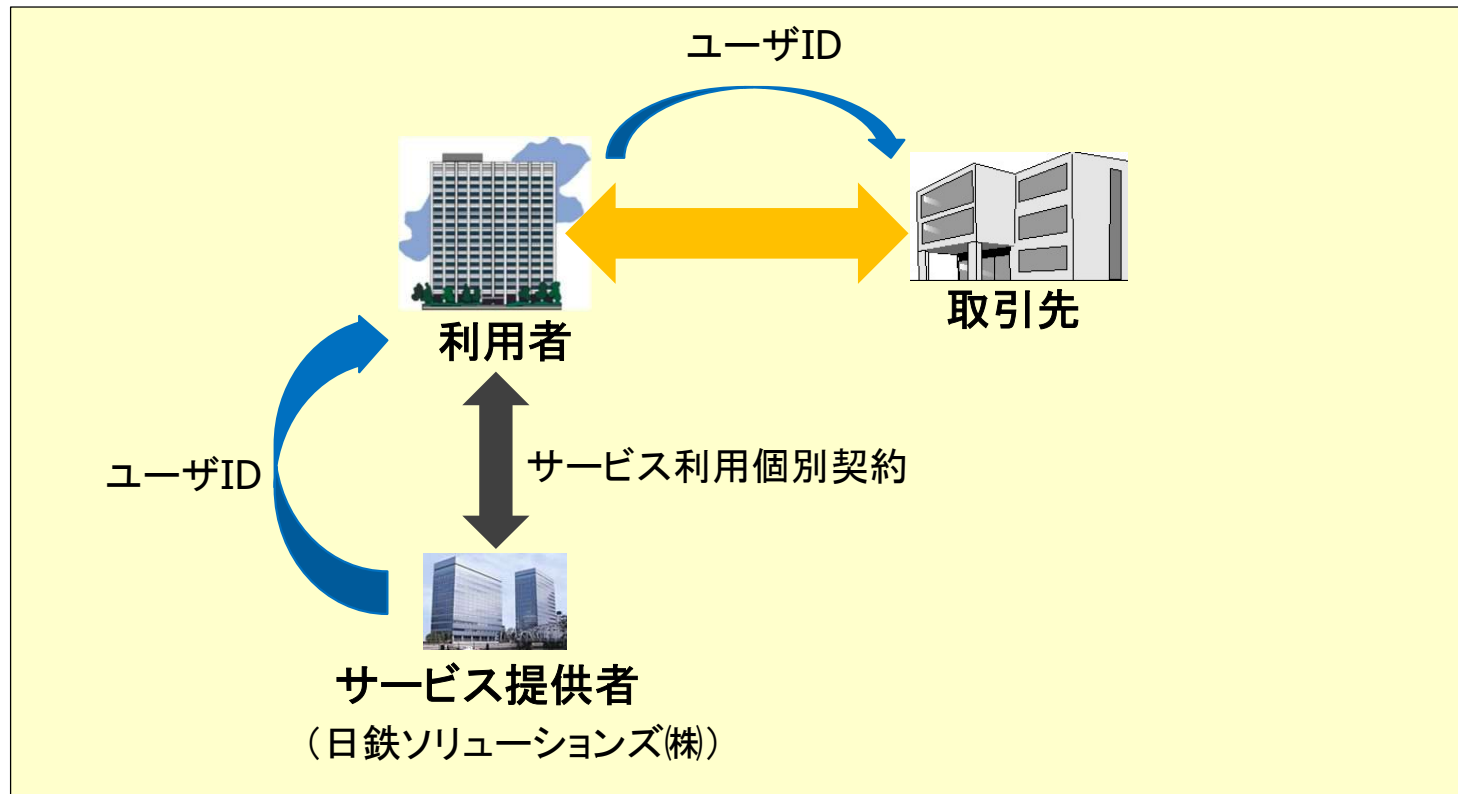 ユーザID
取引先
利用者
ユーザID
サービス利用個別契約
サービス提供者
（日鉄ソリューションズ㈱）